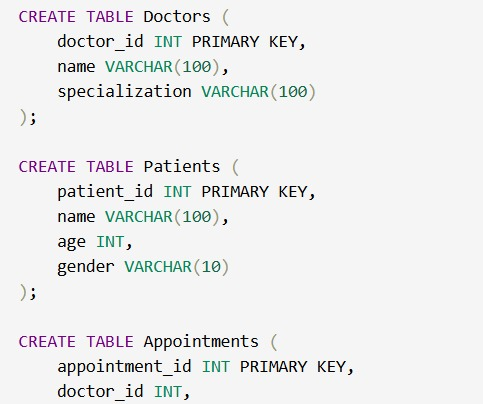 CREATE TABLE Doctors (
    doctor_id INT PRIMARY KEY,
    name VARCHAR(100),
    specialization VARCHAR(100)
);

CREATE TABLE Patients (
    patient_id INT PRIMARY KEY,
    name VARCHAR(100),
    age INT,
    gender VARCHAR(10)
);

CREATE TABLE Appointments (
    appointment_id INT PRIMARY KEY,
    doctor_id INT,